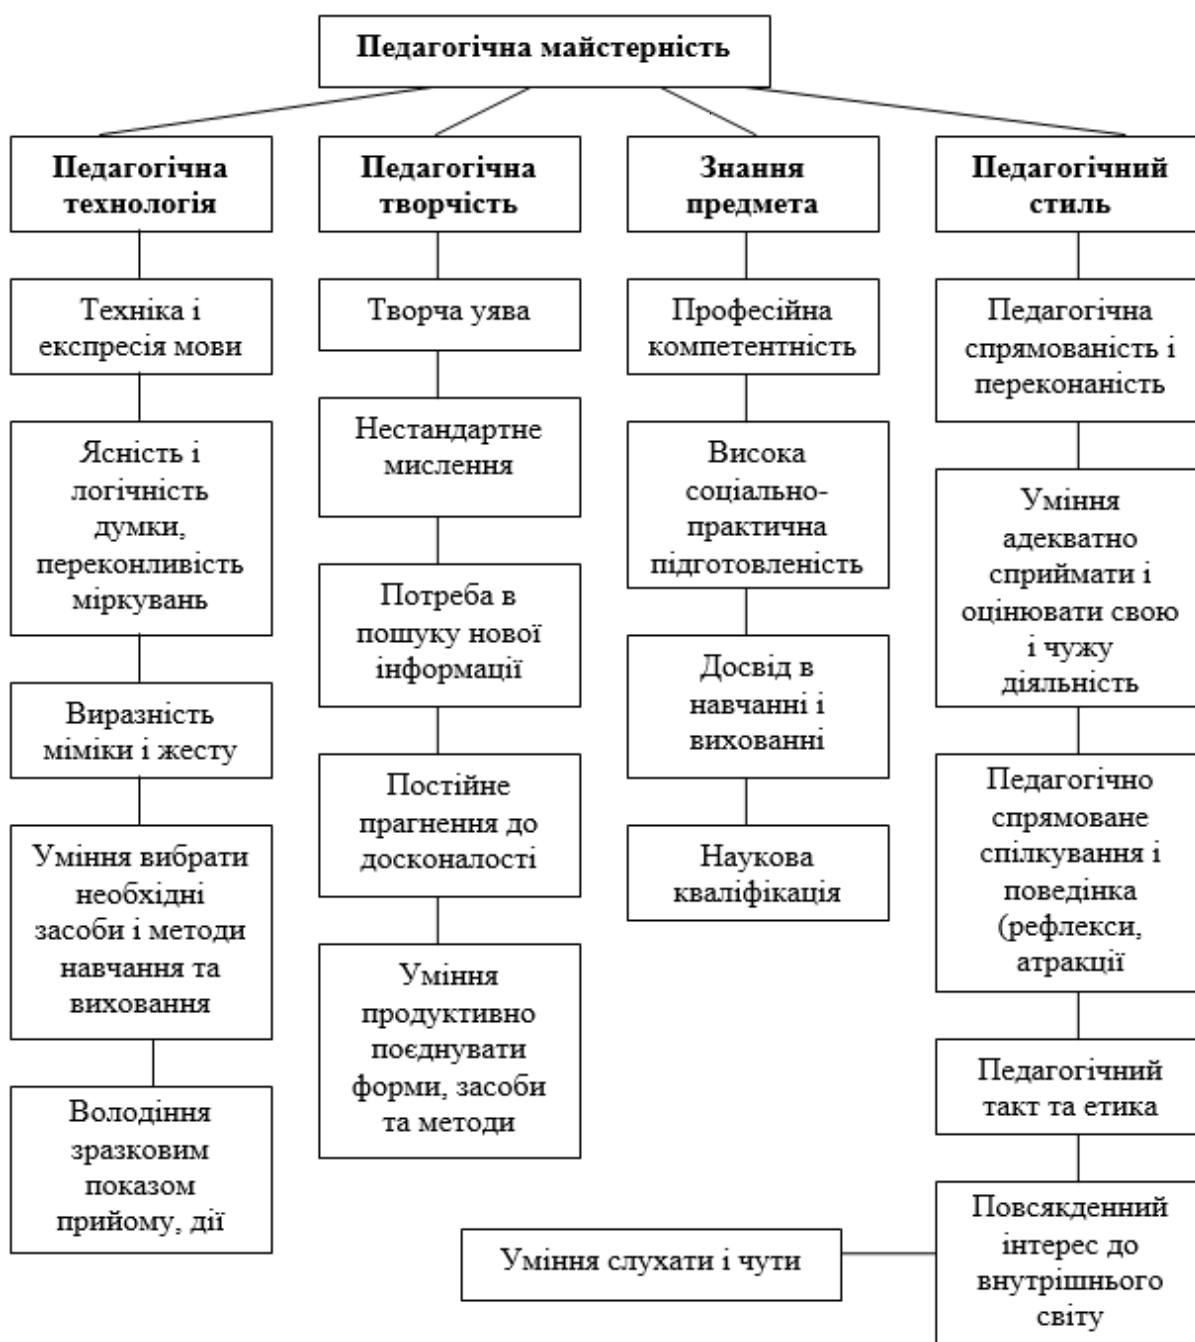 Педагогічна майстерність
Педагогічна
технологія
Техніка і
експресія мови
Ясність і
логічність
думки,
переконливість
міркувань
Виразність
міміки і жесту
Уміння вибрати
необхідні
засоби і методи
навчання та
виховання
Володіння
зразковим
показом
прийому, дії
Педагогічна
творчість
Творча уява
Нестандартне
мислення
Потреба в
пошуку нової
інформації
Постійне
прагнення до
досконалості
Уміння
продуктивно
поєднувати
форми, засоби
та методи
Знання
предмета
Професійна
компетентність
Висока
соціально-
практична
підготовленість
Досвід в
навчанні і
вихованні
Наукова
кваліфікація
Педагогічний
стиль
Педагогічна
спрямованість і
переконаність
Уміння
адекватно
сприймати і
оцінювати свою
і чужу
діяльність
Педагогічно
спрямоване
спілкування і
поведінка
(рефлекси,
атракції
Педагогічний
такт та етика
Повсякденний
інтерес до
внутрішнього
світу
Уміння слухати і чути